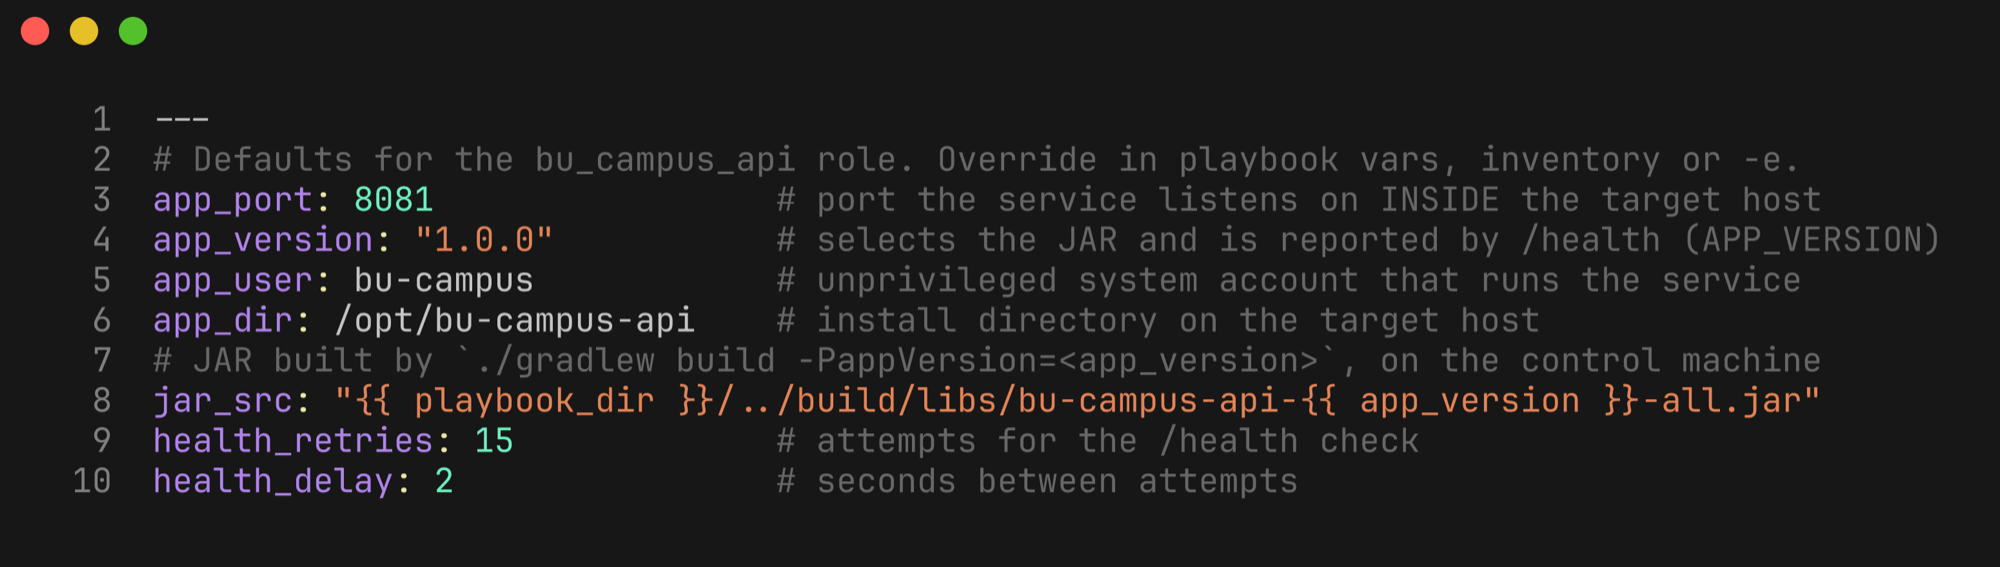 1 ---
2 # Defaults for the bu_campus_api role. Override in playbook vars, inventory or -e.
3 app_port: 8081                 # port the service listens on INSIDE the target host
4 app_version: "1.0.0"           # selects the JAR and is reported by /health (APP_VERSION)
5 app_user: bu-campus            # unprivileged system account that runs the service
6 app_dir: /opt/bu-campus-api    # install directory on the target host
7 # JAR built by `./gradlew build -PappVersion=<app_version>`, on the control machine
8 jar_src: "{{ playbook_dir }}/../build/libs/bu-campus-api-{{ app_version }}-all.jar"
9 health_retries: 15             # attempts for the /health check
10 health_delay: 2                # seconds between attempts